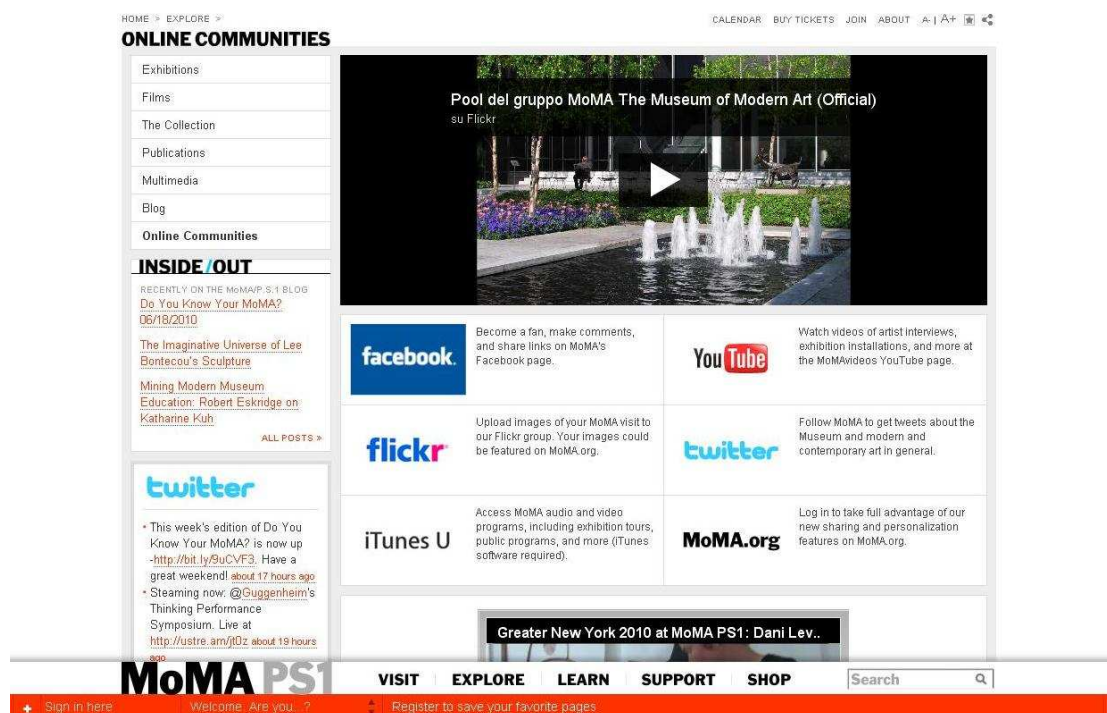 HOME > EXPLORE >
CALENDAR BUY TICKETS JOIN ABOUT A- | A+
ONLINE COMMUNITIES
Exhibitions
Films
The Collection
Publications
Multimedia
Blog
Online Communities
INSIDE/OUT
RECENTLY ON THE MoMA/P.S.1 BLOG
Do You Know Your MoMA?
06/18/2010
The Imaginative Universe of Lee
Bontecou's Sculpture
Mining Modern Museum
Education: Robert Eskridge on
Katharine Kuh
ALL POSTS »
twitter
• This week's edition of Do You
Know Your MoMA? is now up
-http://bit.ly/9uCVF3. Have a
great weekend! about 17 hours ago
• Steaming now: @Guggenheim's
Thinking Performance
Symposium. Live at
http://ustre.am/jt0z about 19 hours
ago
Pool del gruppo MoMA The Museum of Modern Art (Official)
su Flickr
facebook.
Become a fan, make comments,
and share links on MoMA's
Facebook page.
YouTube
Watch videos of artist interviews,
exhibition installations, and more at
the MoMAvideos YouTube page.
flickr
Upload images of your MoMA visit to
our Flickr group. Your images could
be featured on MoMA.org.
twitter
Follow MoMA to get tweets about the
Museum and modern and
contemporary art in general.
iTunes U
Access MoMA audio and video
programs, including exhibition tours,
public programs, and more (iTunes
software required).
MoMA.org
Log in to take full advantage of our
new sharing and personalization
features on MoMA.org.
Greater New York 2010 at MoMA PS1: Dani Lev..
MoMA PS1
VISIT EXPLORE LEARN SUPPORT SHOP
Search
+ Sign in here
Welcome. Are you...?
Register to save your favorite pages